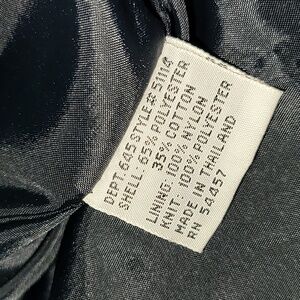 DEPT. 645 STYLE# 51114
SHELL: 65% POLYESTER
35% COTTON
LINING: 100% NYLON
KNIT: 100% POLYESTER
MADE IN THAILAND
RN 54857